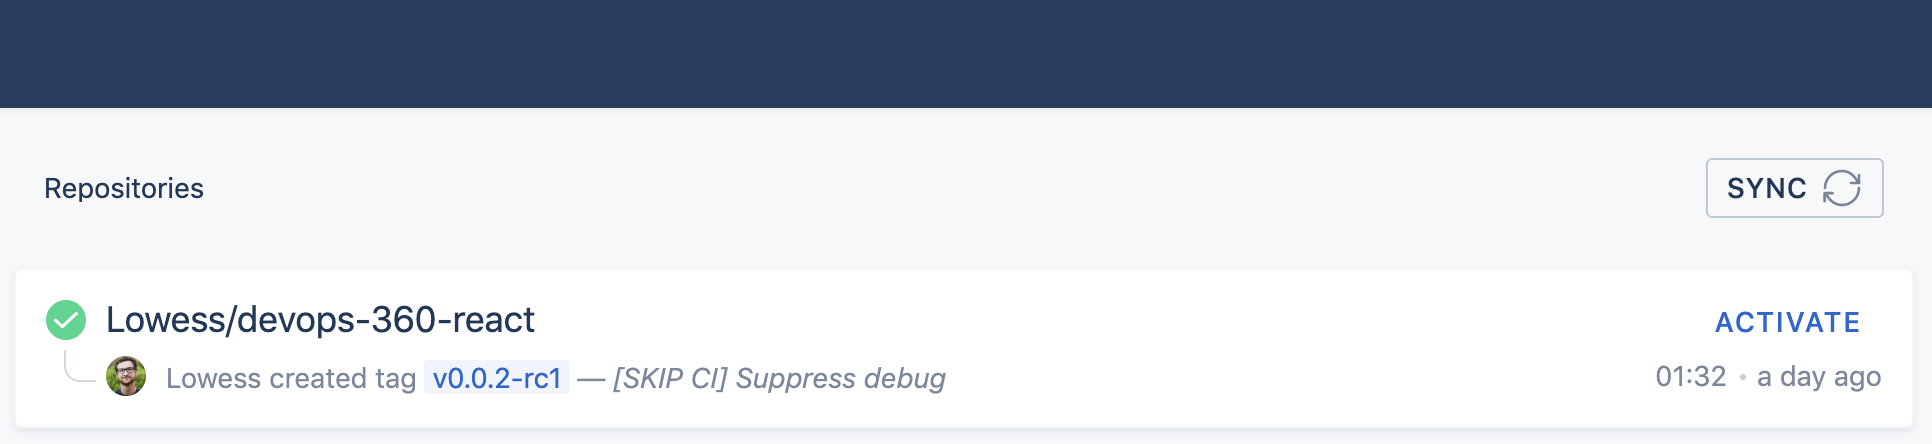 Repositories
SYNC
Lowess/devops-360-react
ACTIVATE
Lowess created tag v0.0.2-rc1 — [SKIP CI] Suppress debug
01:32 • a day ago